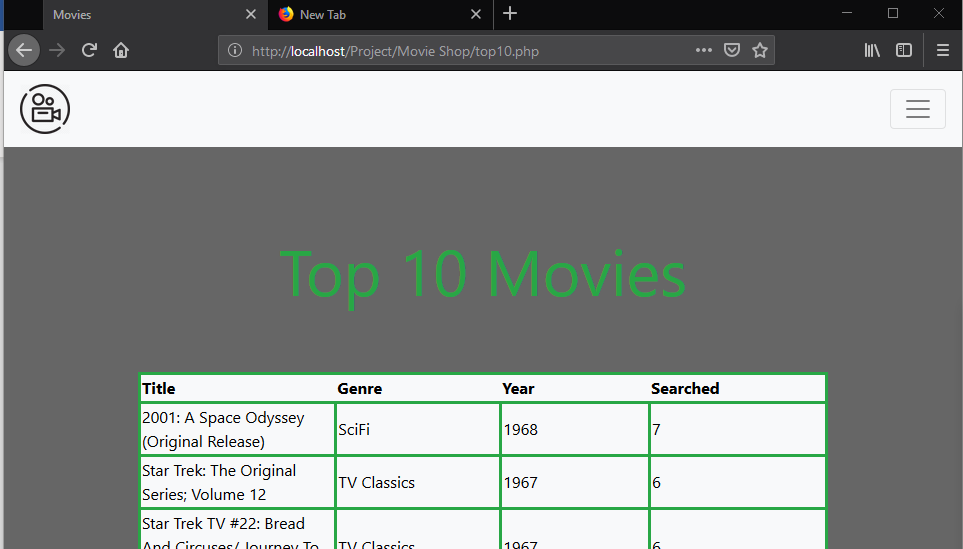 Movies
New Tab
http://localhost/Project/Movie Shop/top10.php
Top 10 Movies
Title Genre Year Searched
2001: A Space Odyssey
(Original Release) SciFi 1968 7
Star Trek: The Original
Series; Volume 12 TV Classics 1967 6
Star Trek TV #22: Bread
And Circuses/ Journey To TV Classics 1967 6